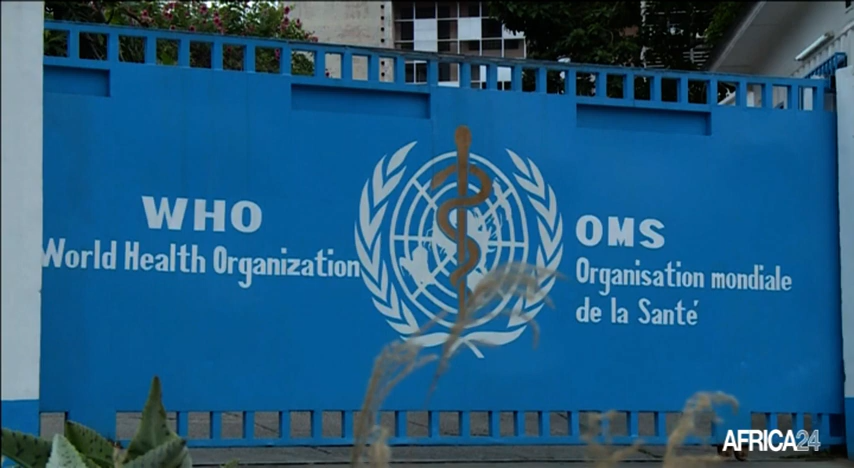 WHO
World Health Organization
OMS
Organisation mondiale
de la Santé
AFRICA24